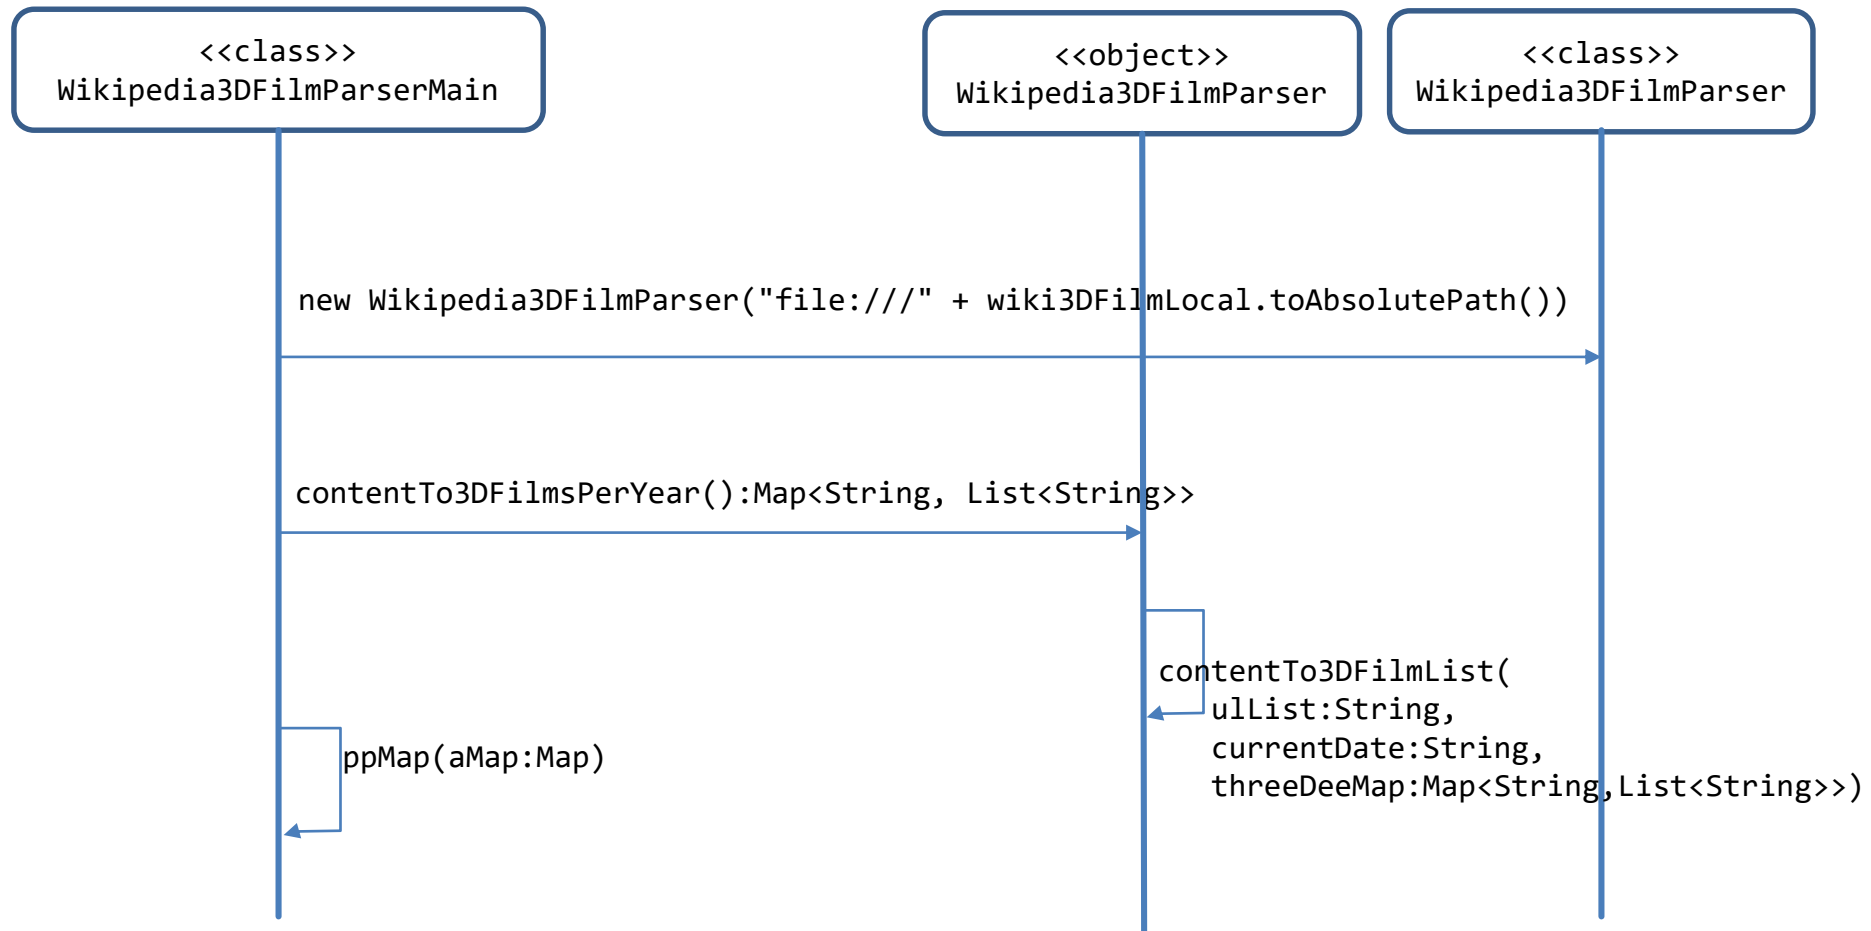 <<class>>
Wikipedia3DFilmParserMain
<<object>>
Wikipedia3DFilmParser
<<class>>
Wikipedia3DFilmParser
new Wikipedia3DFilmParser("file:///" + wiki3DFilmLocal.toAbsolutePath())
contentTo3DFilmsPerYear():Map<String, List<String>>
contentTo3DFilmList(
ulList:String,
currentDate:String,
threeDeeMap:Map<String,List<String>>)
ppMap(aMap:Map)